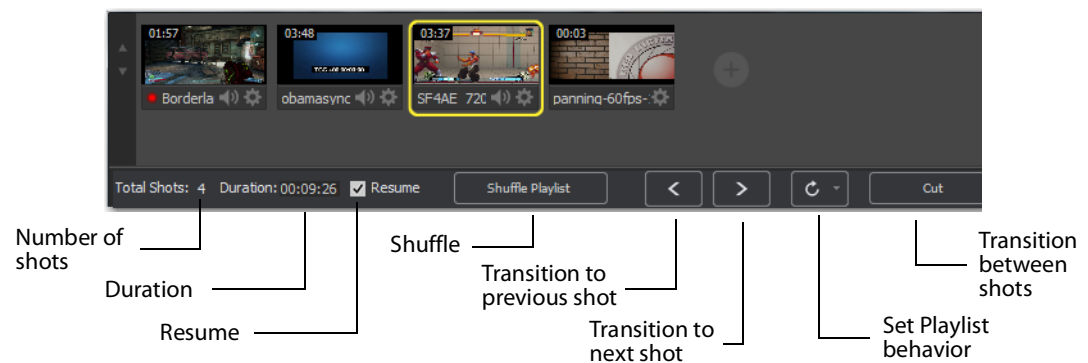 01:57
03:48
03:37
00:03
Borderla
obamasync
SF4AE 720
panning-60fps-
Total Shots: 4 Duration: 00:09:26 Resume
Shuffle Playlist
Cut
Number of
shots
Duration
Resume
Shuffle
Transition to
previous shot
Transition to
next shot
Set Playlist
behavior
Transition
between
shots